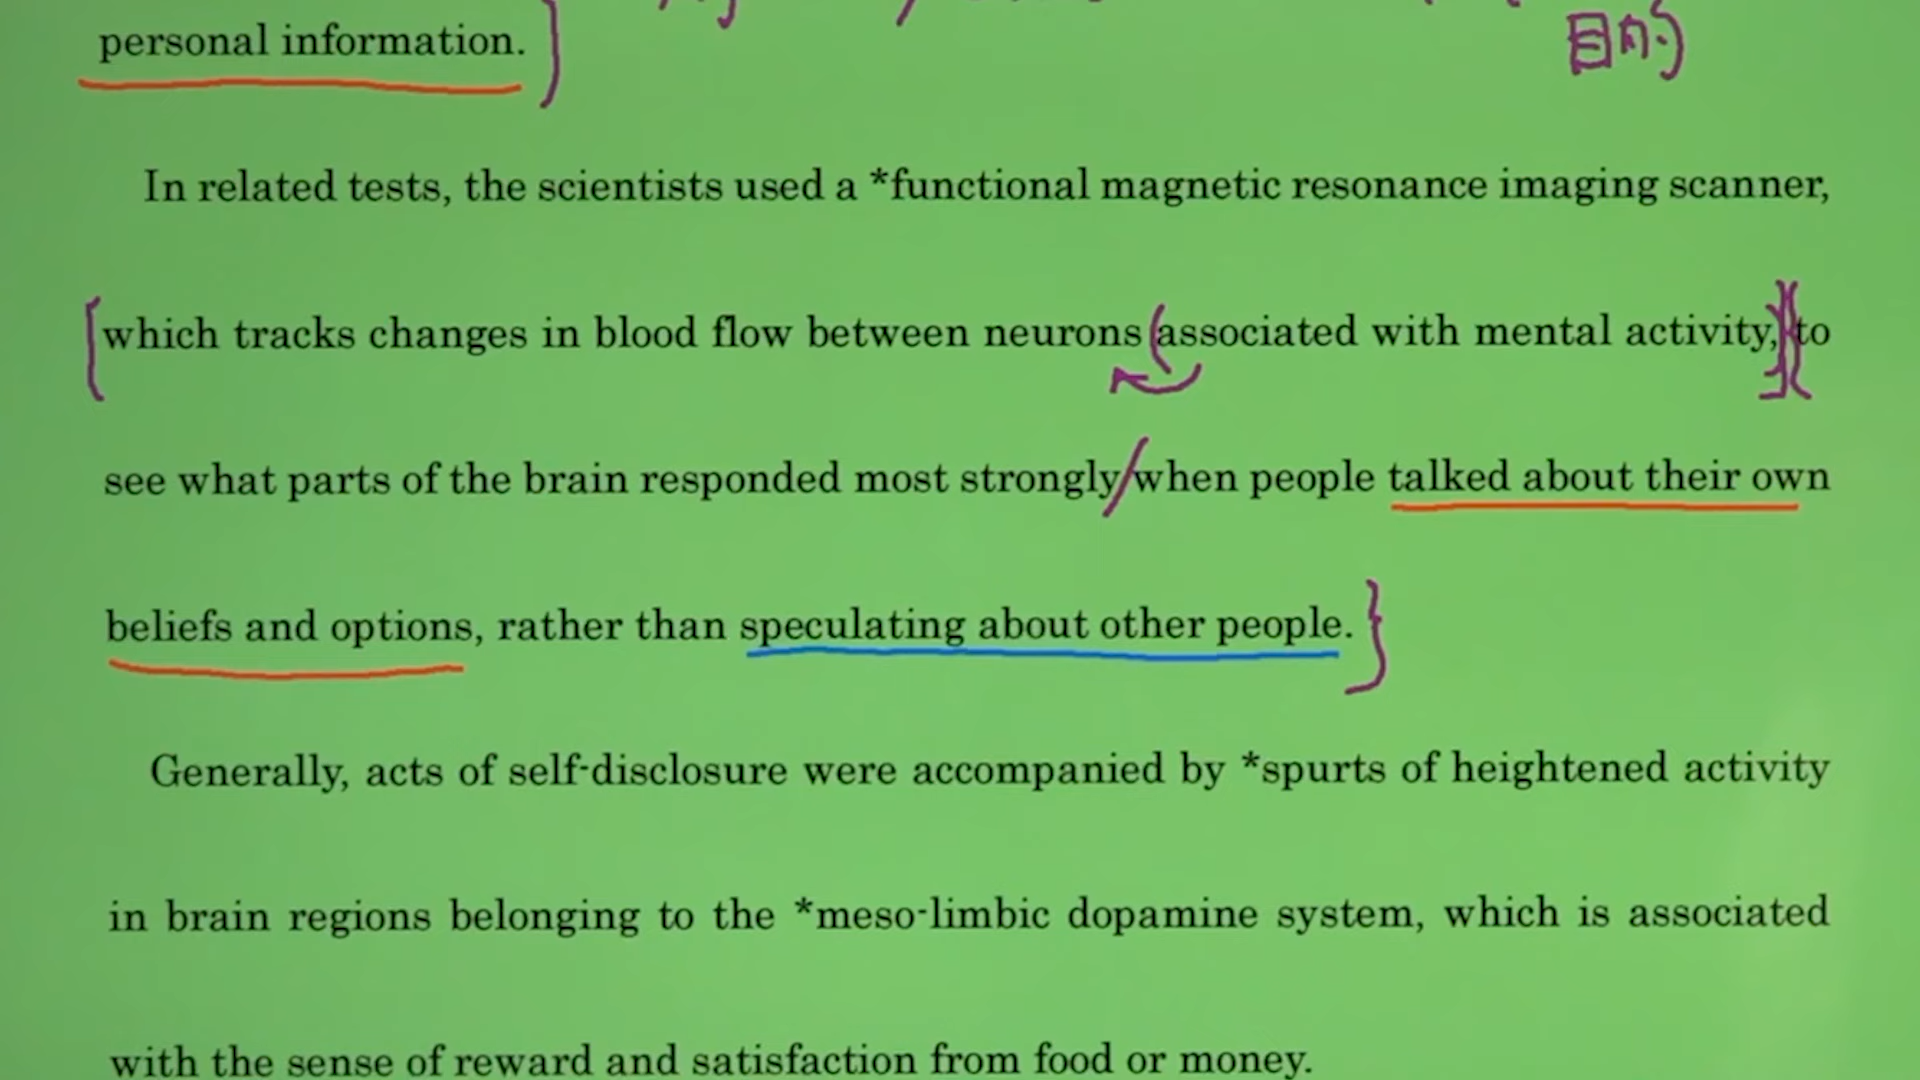 personal information.
目的
In related tests, the scientists used a *functional magnetic resonance imaging scanner,
which tracks changes in blood flow between neurons associated with mental activity, to
see what parts of the brain responded most strongly when people talked about their own
beliefs and options, rather than speculating about other people.
Generally, acts of self-disclosure were accompanied by *spurts of heightened activity
in brain regions belonging to the *meso-limbic dopamine system, which is associated
with the sense of reward and satisfaction from food or money.